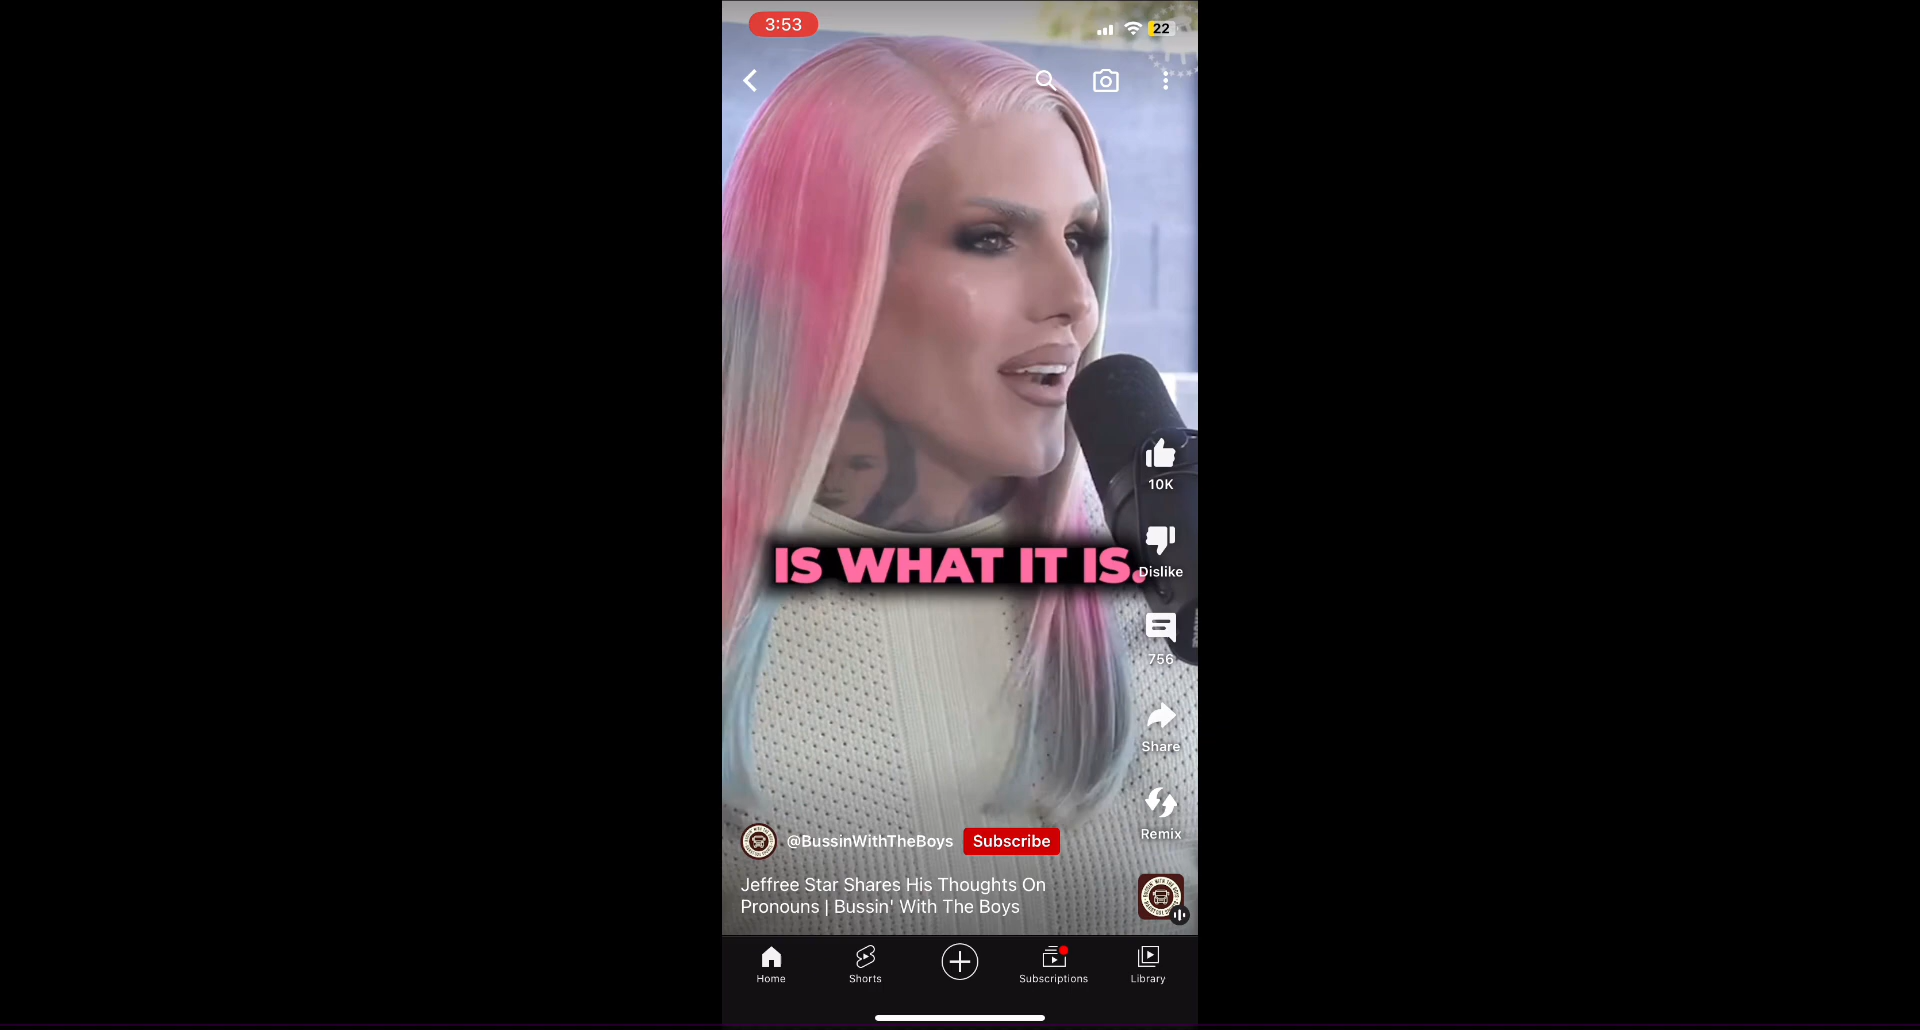 3:53
22
IS WHAT IT IS.
10K
Dislike
756
Share
Remix
@BussinWithTheBoys Subscribe
Jeffree Star Shares His Thoughts On
Pronouns | Bussin' With The Boys
Home Shorts Subscriptions Library